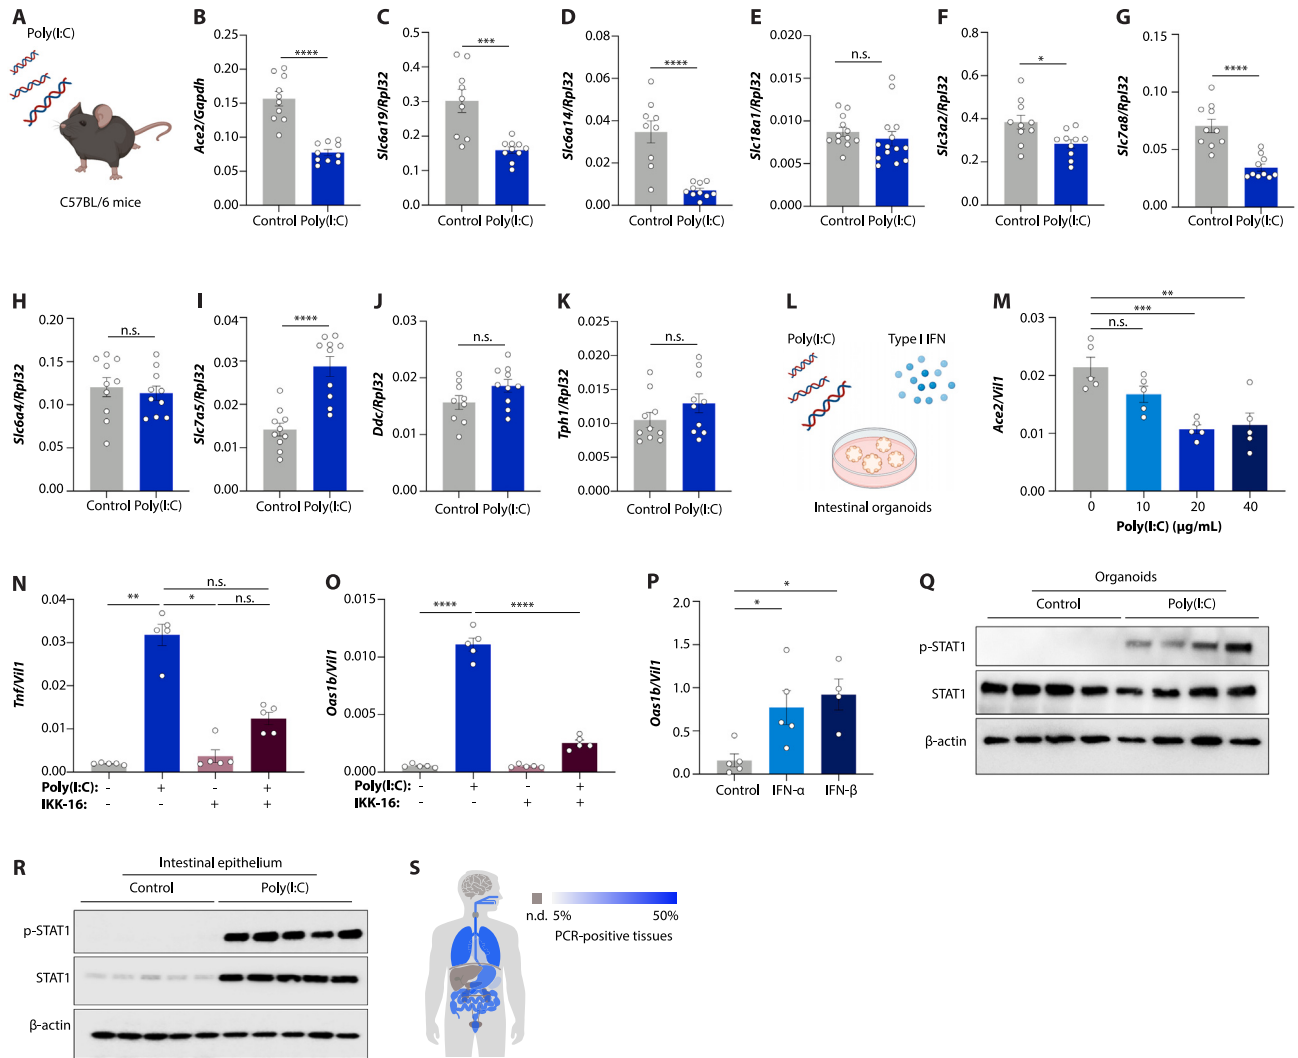 A
Poly(I:C)
C57BL/6 mice
B
Ace2/Gapdh
0.25
0.20
0.15
0.10
0.05
0.00
****
Control Poly(I:C)
C
Slc6a19/Rpl32
0.5
0.4
0.3
0.2
0.1
0.0
***
Control Poly(I:C)
D
Slc6a14/Rpl32
0.08
0.06
0.04
0.02
0.00
****
Control Poly(I:C)
E
Slc18a1/Rpl32
0.020
0.015
0.010
0.005
0.000
n.s.
Control Poly(I:C)
F
Slc3a2/Rpl32
0.8
0.6
0.4
0.2
0.0
*
Control Poly(I:C)
G
Slc7a8/Rpl32
0.15
0.10
0.05
0.00
****
Control Poly(I:C)
H
Slc6a4/Rpl32
0.20
0.15
0.10
0.05
0.00
n.s.
Control Poly(I:C)
I
Slc7a5/Rpl32
0.04
0.03
0.02
0.01
0.00
****
Control Poly(I:C)
J
Ddc/Rpl32
0.03
0.02
0.01
0.00
n.s.
Control Poly(I:C)
K
Tph1/Rpl32
0.025
0.020
0.015
0.010
0.005
0.000
n.s.
Control Poly(I:C)
L
Poly(I:C)
Type I IFN
Intestinal organoids
M
Ace2/Vil1
0.03
0.02
0.01
0.00
**
***
n.s.
0 10 20 40
Poly(I:C) (µg/mL)
N
Tnf/Vil1
0.04
0.03
0.02
0.01
0.00
n.s.
** * n.s.
Poly(I:C): - + - +
IKK-16: - - + +
O
Oas1b/Vil1
0.015
0.010
0.005
0.000
**** ****
Poly(I:C): - + - +
IKK-16: - - + +
P
Oas1b/Vil1
2.0
1.5
1.0
0.5
0.0
*
*
Control IFN-α IFN-β
Q
Organoids
Control Poly(I:C)
p-STAT1
STAT1
β-actin
R
Intestinal epithelium
Control Poly(I:C)
p-STAT1
STAT1
β-actin
S
n.d. 5% 50%
PCR-positive tissues